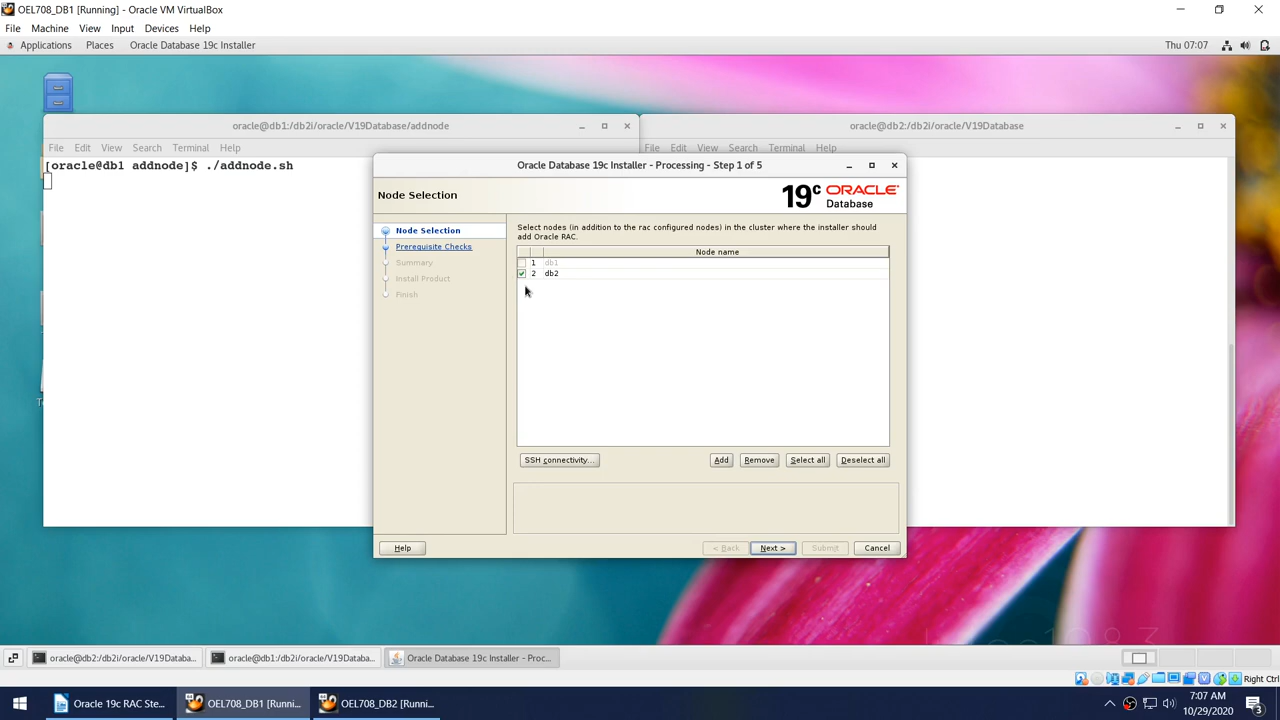 OEL708_DB1 [Running] - Oracle VM VirtualBox
File Machine View Input Devices Help
Applications Places Oracle Database 19c Installer Thu 07:07
oracle@db1:/db2i/oracle/V19Database/addnode
oracle@db2:/db2i/oracle/V19Database
File Edit View Search Terminal Help
File Edit View Search Terminal Help
[oracle@db1 addnode]$ ./addnode.sh
Oracle Database 19c Installer - Processing - Step 1 of 5
Node Selection
19c ORACLE
Database
Node Selection
Prerequisite Checks
Summary
Install Product
Finish
Select nodes (in addition to the rac configured nodes) in the cluster where the installer should
add Oracle RAC.
Node name
1 db1
2 db2
SSH connectivity... Add Remove Select all Deselect all
Help < Back Next > Submit Cancel
oracle@db2:/db2i/oracle/V19Databa... oracle@db1:/db2i/oracle/V19Databa... Oracle Database 19c Installer - Proc...
Right Ctrl
Oracle 19c RAC Ste... OEL708_DB1 [Runni... OEL708_DB2 [Runni...
7:07 AM
10/29/2020
3